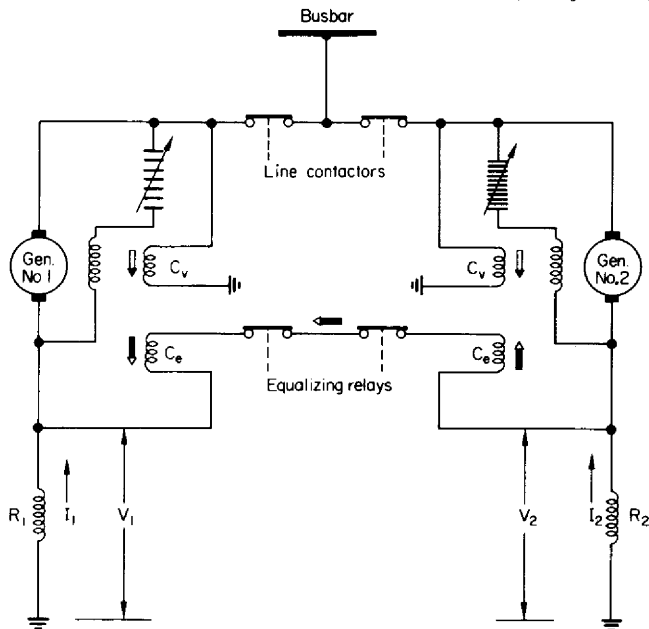 Busbar
Line contactors
Gen.
No 1
Cv
Cv
Gen.
No.2
Ce
Ce
Equalizing relays
R1
I1
V1
V2
I2
R2